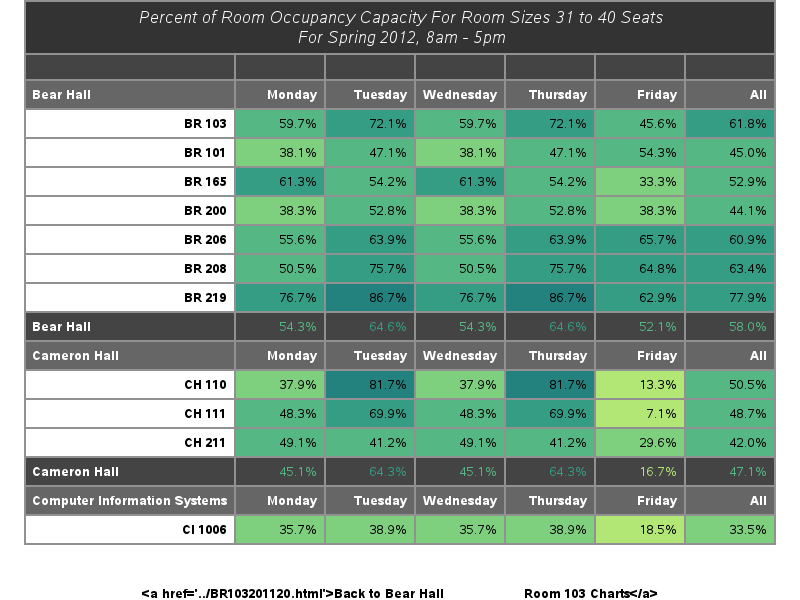 Percent of Room Occupancy Capacity For Room Sizes 31 to 40 Seats
For Spring 2012, 8am - 5pm
Bear Hall Monday Tuesday Wednesday Thursday Friday All
BR 103 59.7% 72.1% 59.7% 72.1% 45.6% 61.8%
BR 101 38.1% 47.1% 38.1% 47.1% 54.3% 45.0%
BR 165 61.3% 54.2% 61.3% 54.2% 33.3% 52.9%
BR 200 38.3% 52.8% 38.3% 52.8% 38.3% 44.1%
BR 206 55.6% 63.9% 55.6% 63.9% 65.7% 60.9%
BR 208 50.5% 75.7% 50.5% 75.7% 64.8% 63.4%
BR 219 76.7% 86.7% 76.7% 86.7% 62.9% 77.9%
Bear Hall 54.3% 64.6% 54.3% 64.6% 52.1% 58.0%
Cameron Hall Monday Tuesday Wednesday Thursday Friday All
CH 110 37.9% 81.7% 37.9% 81.7% 13.3% 50.5%
CH 111 48.3% 69.9% 48.3% 69.9% 7.1% 48.7%
CH 211 49.1% 41.2% 49.1% 41.2% 29.6% 42.0%
Cameron Hall 45.1% 64.3% 45.1% 64.3% 16.7% 47.1%
Computer Information Systems Monday Tuesday Wednesday Thursday Friday All
CI 1006 35.7% 38.9% 35.7% 38.9% 18.5% 33.5%
<a href='../BR103201120.html'>Back to Bear Hall Room 103 Charts</a>